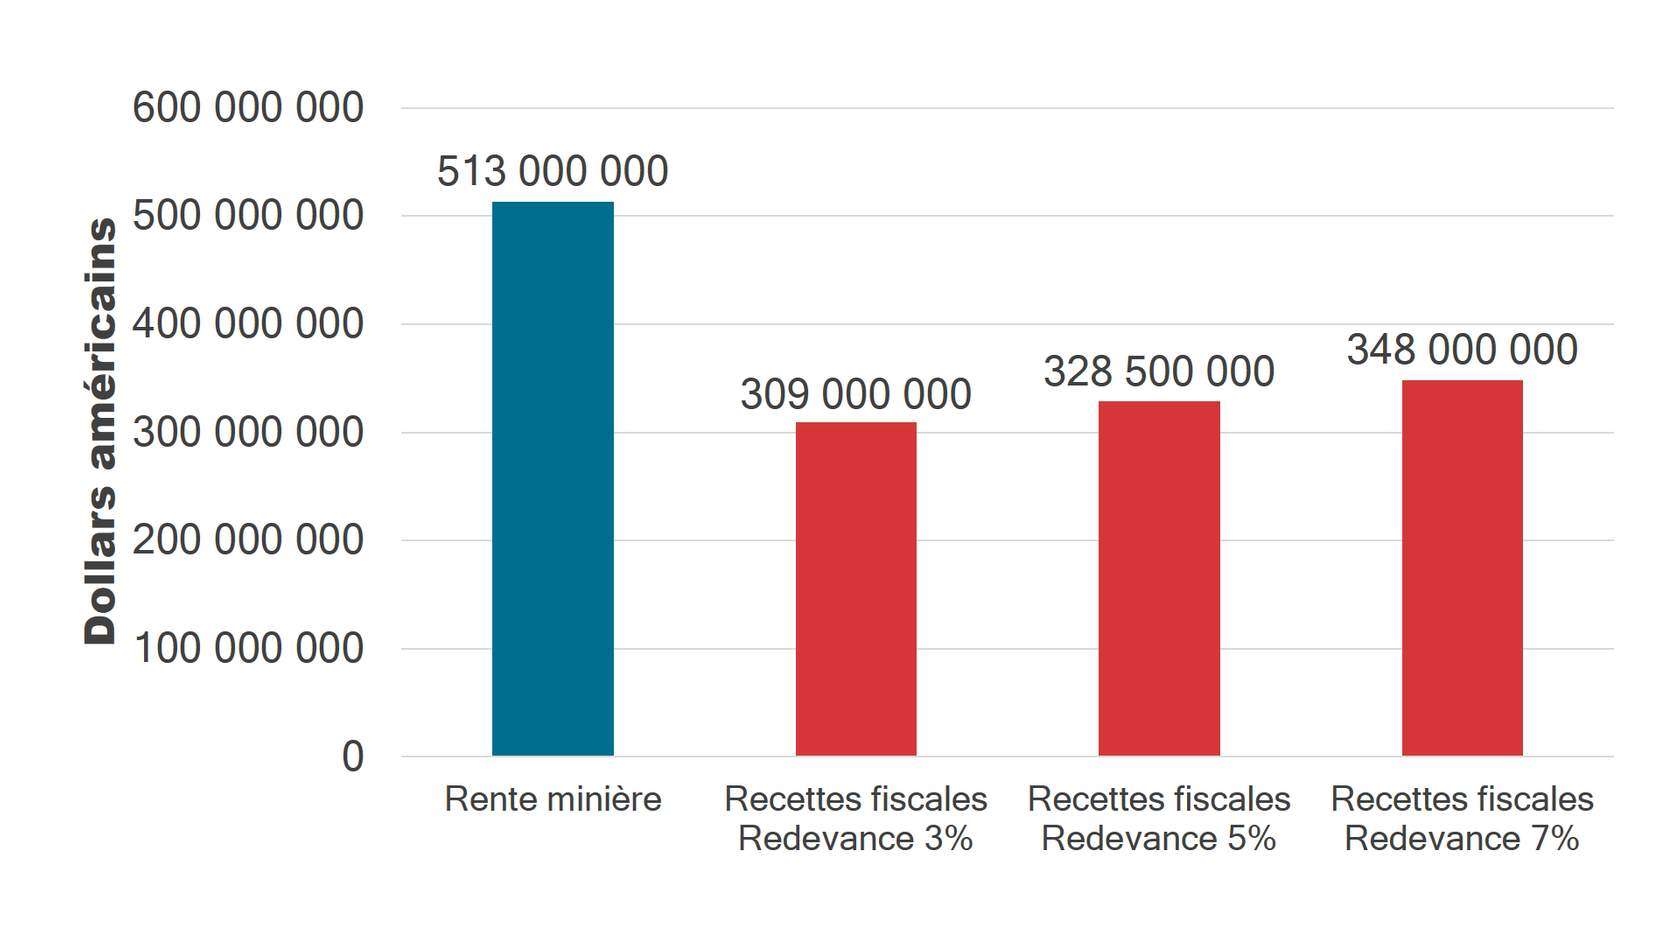 Dollars américains
600 000 000
500 000 000
400 000 000
300 000 000
200 000 000
100 000 000
0
513 000 000
309 000 000
328 500 000
348 000 000
Rente minière
Recettes fiscales
Redevance 3%
Recettes fiscales
Redevance 5%
Recettes fiscales
Redevance 7%